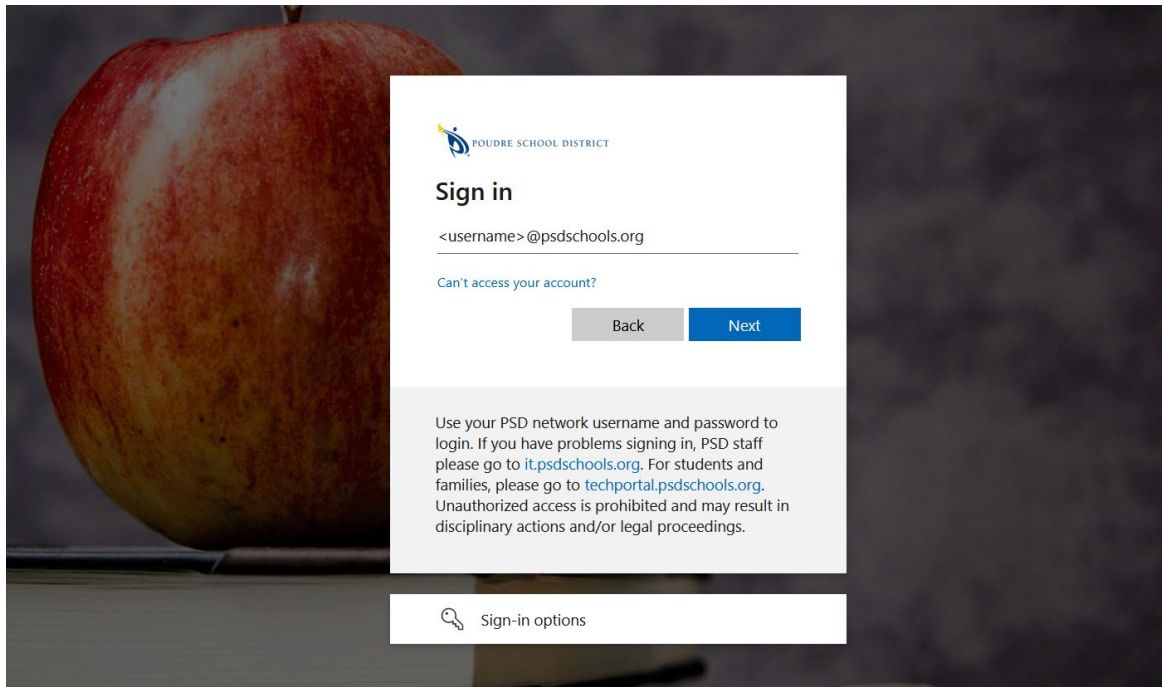 POUDRE SCHOOL DISTRICT
Sign in
<username>@psdschools.org
Can't access your account?
Back
Next
Use your PSD network username and password to
login. If you have problems signing in, PSD staff
please go to it.psdschools.org. For students and
families, please go to techportal.psdschools.org.
Unauthorized access is prohibited and may result in
disciplinary actions and/or legal proceedings.
Sign-in options